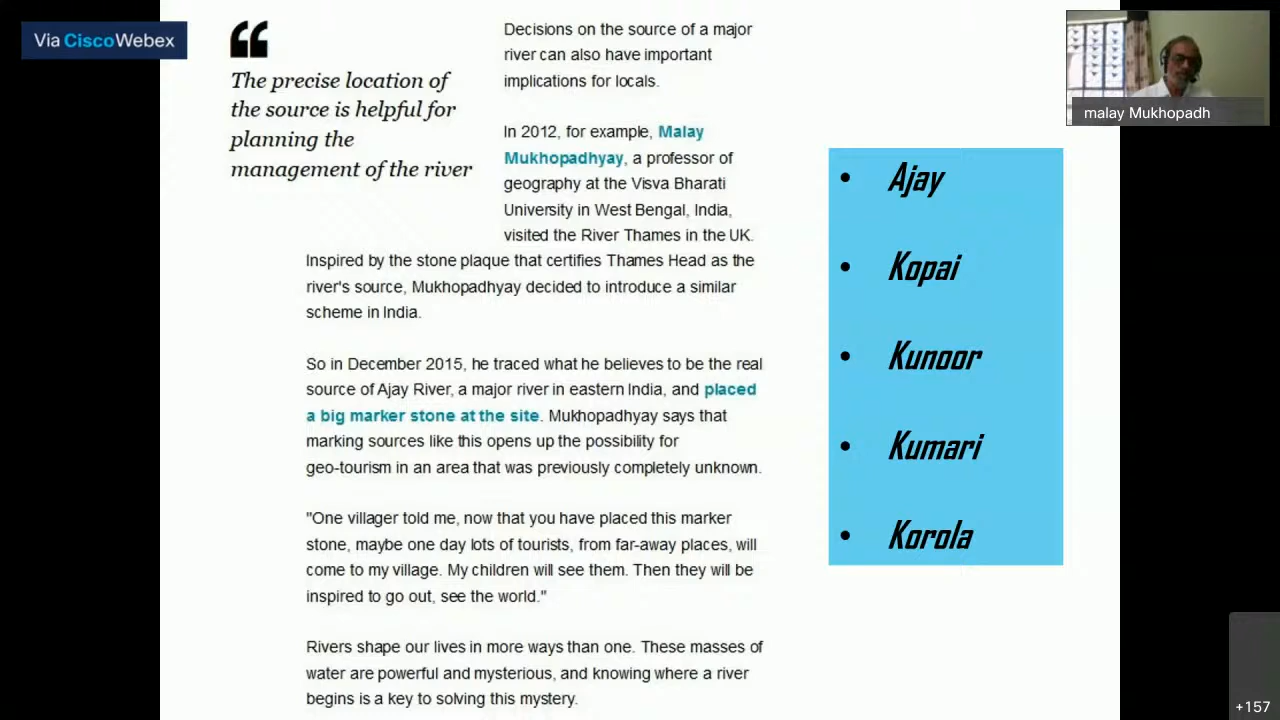 Via CiscoWebex
The precise location of
the source is helpful for
planning the
management of the river
Decisions on the source of a major
river can also have important
implications for locals.
In 2012, for example, Malay
Mukhopadhyay, a professor of
geography at the Visva Bharati
University in West Bengal, India,
visited the River Thames in the UK.
Inspired by the stone plaque that certifies Thames Head as the
river's source, Mukhopadhyay decided to introduce a similar
scheme in India.
So in December 2015, he traced what he believes to be the real
source of Ajay River, a major river in eastern India, and placed
a big marker stone at the site. Mukhopadhyay says that
marking sources like this opens up the possibility for
geo-tourism in an area that was previously completely unknown.
"One villager told me, now that you have placed this marker
stone, maybe one day lots of tourists, from far-away places, will
come to my village. My children will see them. Then they will be
inspired to go out, see the world."
Rivers shape our lives in more ways than one. These masses of
water are powerful and mysterious, and knowing where a river
begins is a key to solving this mystery.
malay Mukhopadh
• Ajay
• Kopai
• Kunoor
• Kumari
• Korola
+157